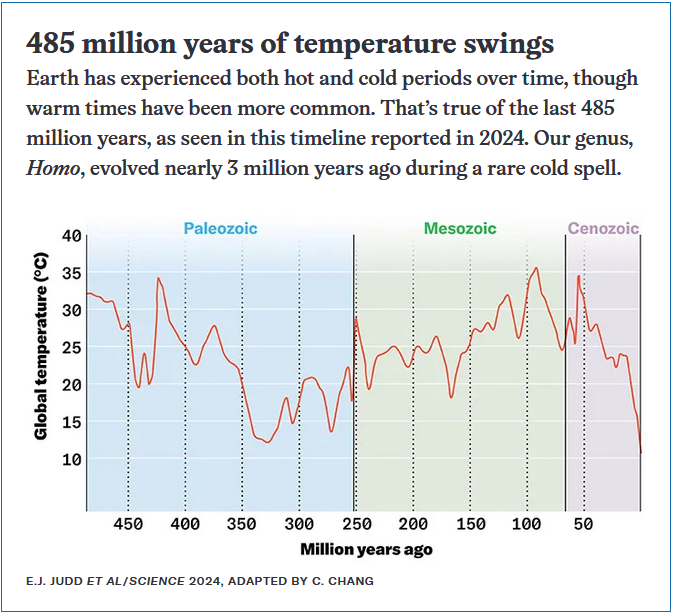 485 million years of temperature swings
Earth has experienced both hot and cold periods over time, though
warm times have been more common. That’s true of the last 485
million years, as seen in this timeline reported in 2024. Our genus,
Homo, evolved nearly 3 million years ago during a rare cold spell.
Paleozoic
Mesozoic
Cenozoic
Global temperature (°C)
40
35
30
25
20
15
10
450 400 350 300 250 200 150 100 50
Million years ago
E.J. JUDD ET AL/SCIENCE 2024, ADAPTED BY C. CHANG